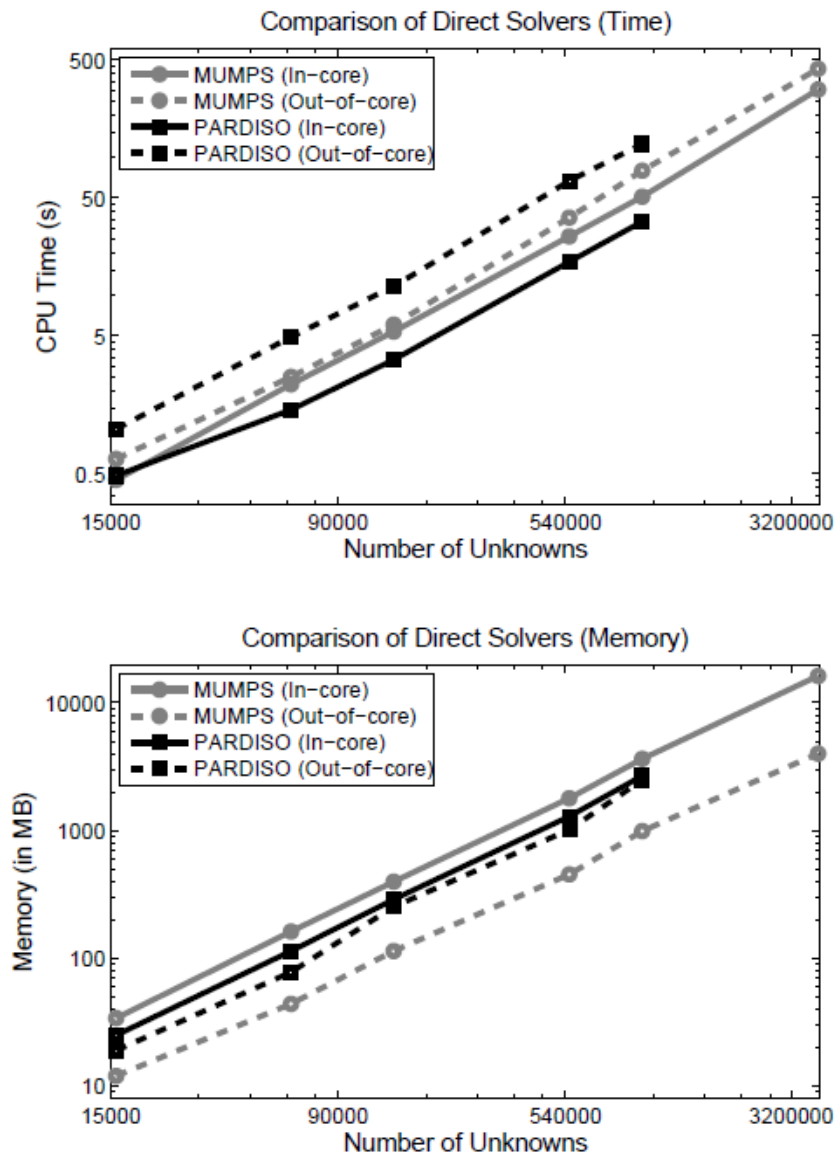 Comparison of Direct Solvers (Time)
500
50
5
0.5
CPU Time (s)
MUMPS (In-core)
MUMPS (Out-of-core)
PARDISO (In-core)
PARDISO (Out-of-core)
15000 90000 540000 3200000
Number of Unknowns
Comparison of Direct Solvers (Memory)
10000
1000
100
10
Memory (in MB)
MUMPS (In-core)
MUMPS (Out-of-core)
PARDISO (In-core)
PARDISO (Out-of-core)
15000 90000 540000 3200000
Number of Unknowns